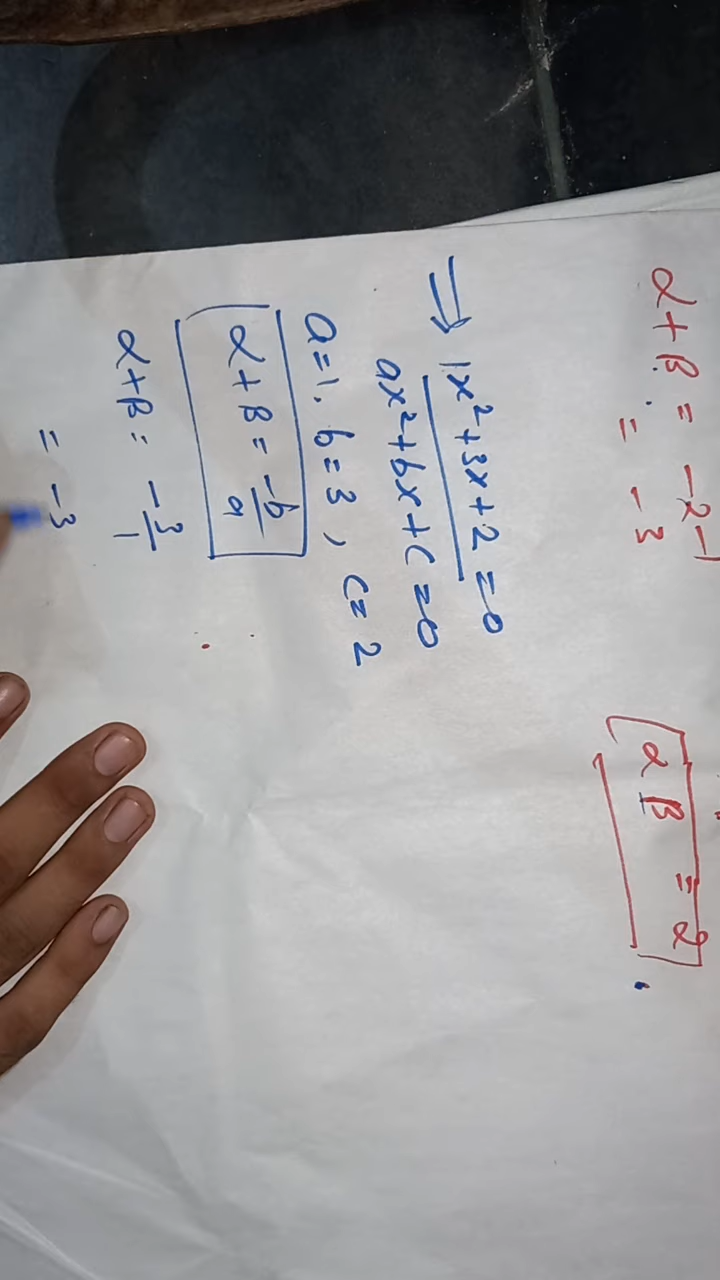 α+β = -2-1
= -3
αβ = 2
⇒ 1x²+3x+2=0
ax²+bx+c=0
a=1, b=3, c=2
α+β = -b/a
α+β = -3/1
= -3